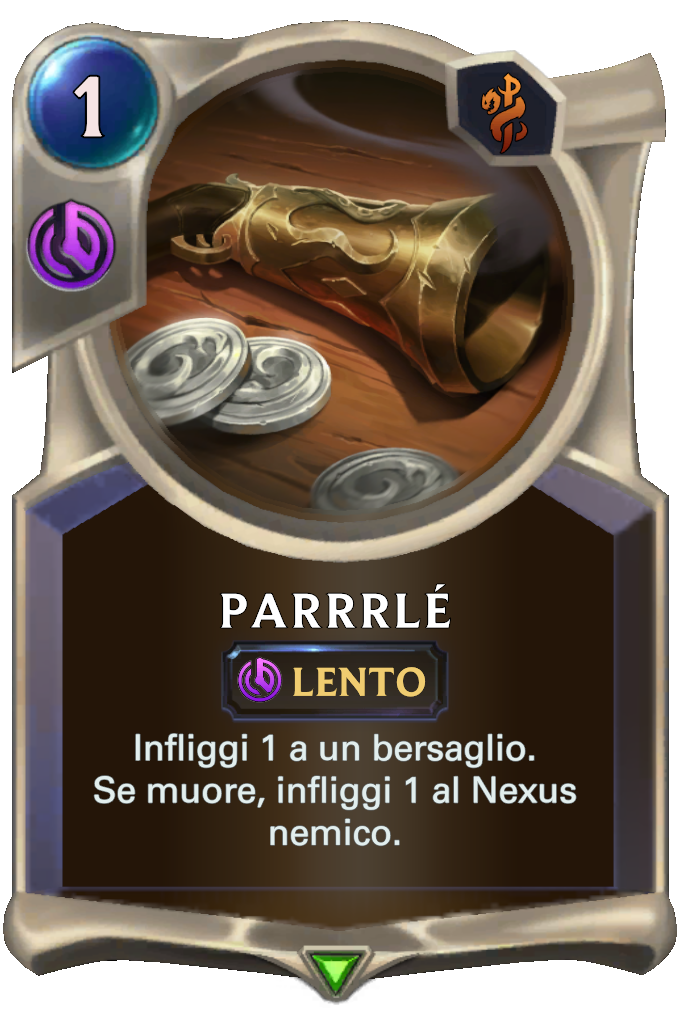 1
PARRRLÉ
LENTO
Infliggi 1 a un bersaglio.
Se muore, infliggi 1 al Nexus
nemico.